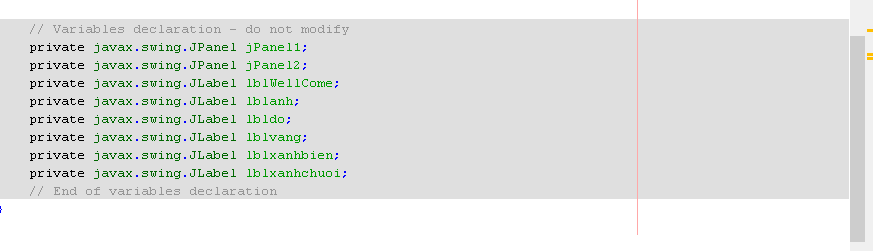 // Variables declaration - do not modify
private javax.swing.JPanel jPanel1;
private javax.swing.JPanel jPanel2;
private javax.swing.JLabel lblWellCome;
private javax.swing.JLabel lblanh;
private javax.swing.JLabel lbldo;
private javax.swing.JLabel lblvang;
private javax.swing.JLabel lblxanhbien;
private javax.swing.JLabel lblxanhchuoi;
// End of variables declaration
}